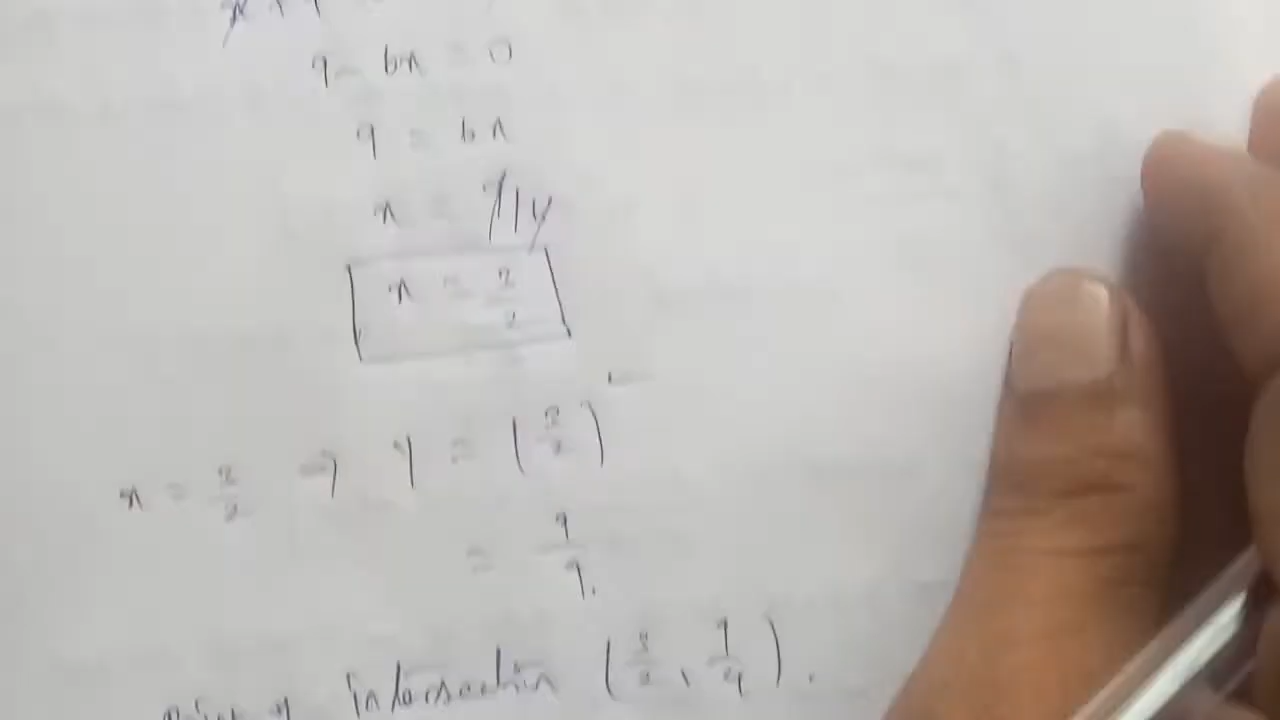 9 - 6x = 0
9 = 6x
x = 9/6
x = 3/2
x = 3/2 ⇒ y = (3/2)²
= 9/4.
intersection (3/2, 9/4).